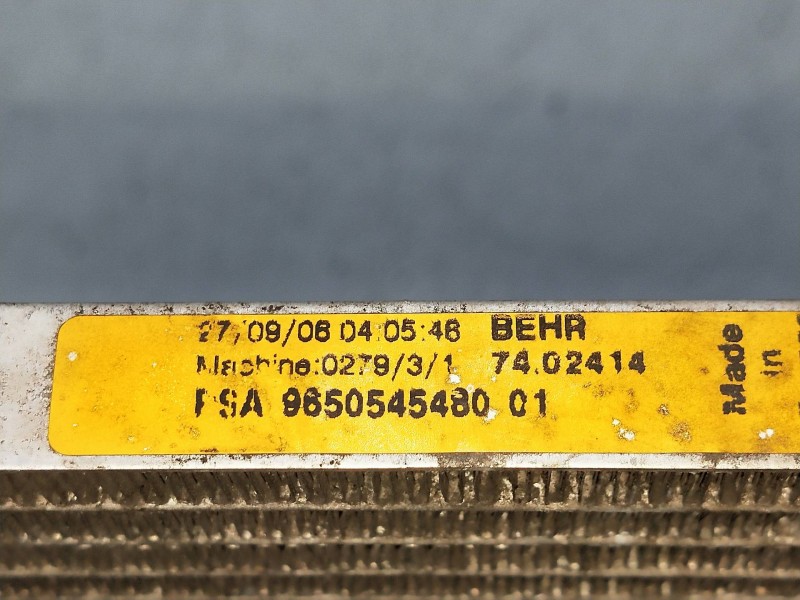 27/09/06 04:05:46 BEHR
Machine:0279/3/1 74.02414
PSA 9650545480 01
Made
in